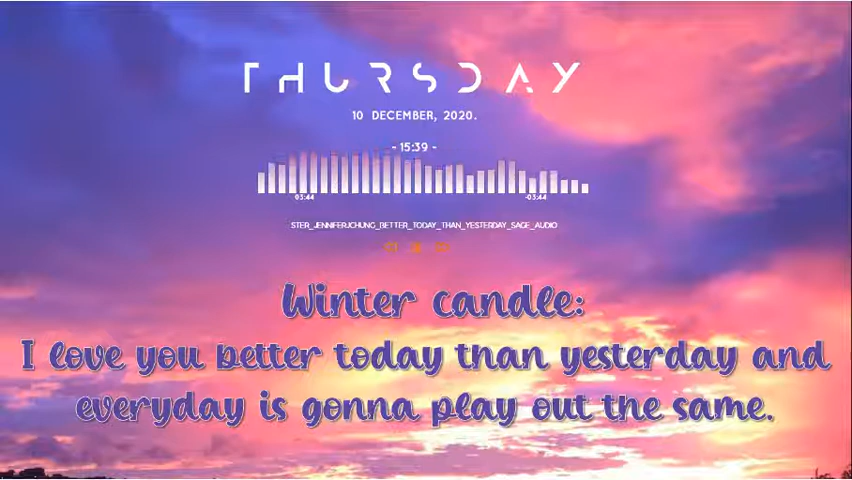 THURSDAY
10 DECEMBER, 2020.
- 15:39 -
03:44 -03:44
STER_JENNIFERJCHUNG_BETTER_TODAY_THAN_YESTERDAY_SAGE_AUDIO
Winter candle:
I love you better today than yesterday and
everyday is gonna play out the same.